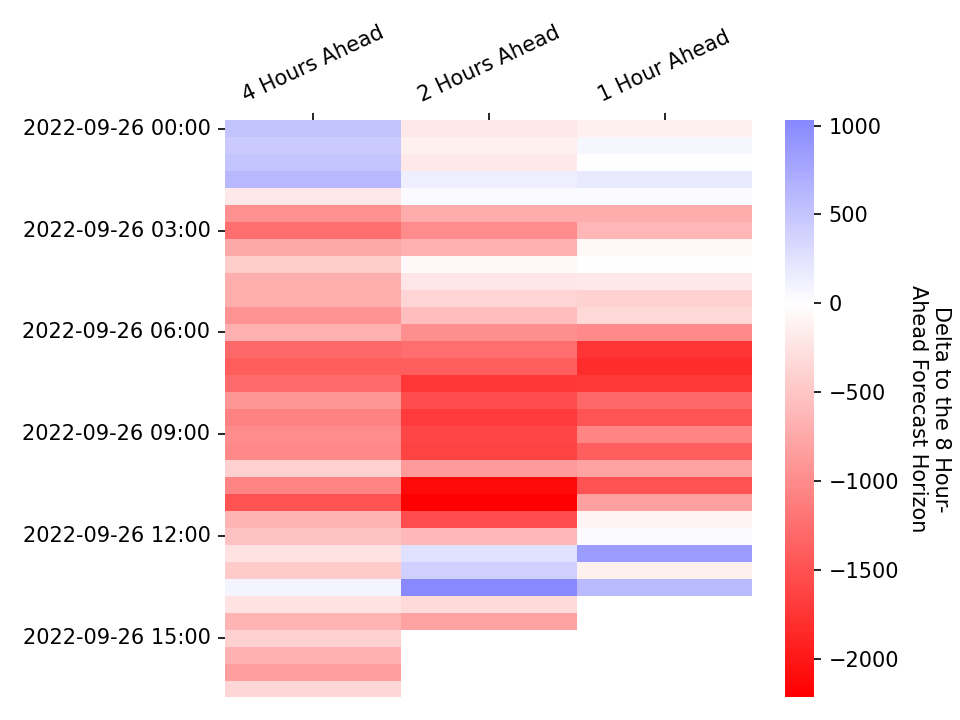 4 Hours Ahead
2 Hours Ahead
1 Hour Ahead
2022-09-26 00:00
2022-09-26 03:00
2022-09-26 06:00
2022-09-26 09:00
2022-09-26 12:00
2022-09-26 15:00
1000
500
0
−500
−1000
−1500
−2000
Delta to the 8 Hour-
Ahead Forecast Horizon